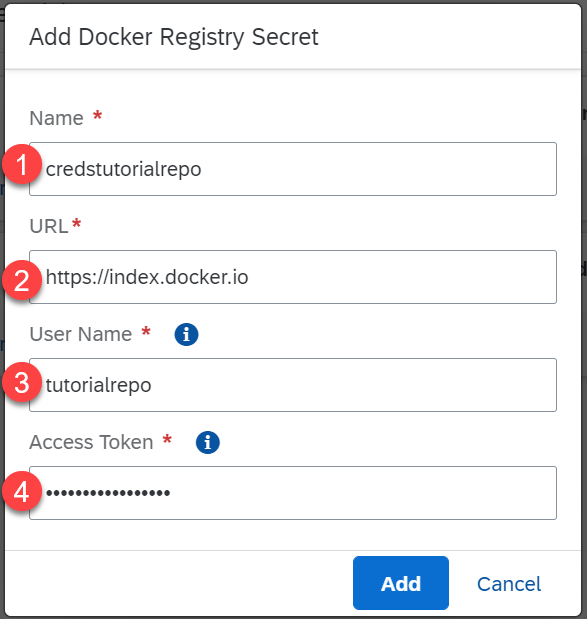 Add Docker Registry Secret
Name *
1 credstutorialrepo
URL*
2 https://index.docker.io
User Name * i
3 tutorialrepo
Access Token * i
4 •••••••••••••••••
Add Cancel